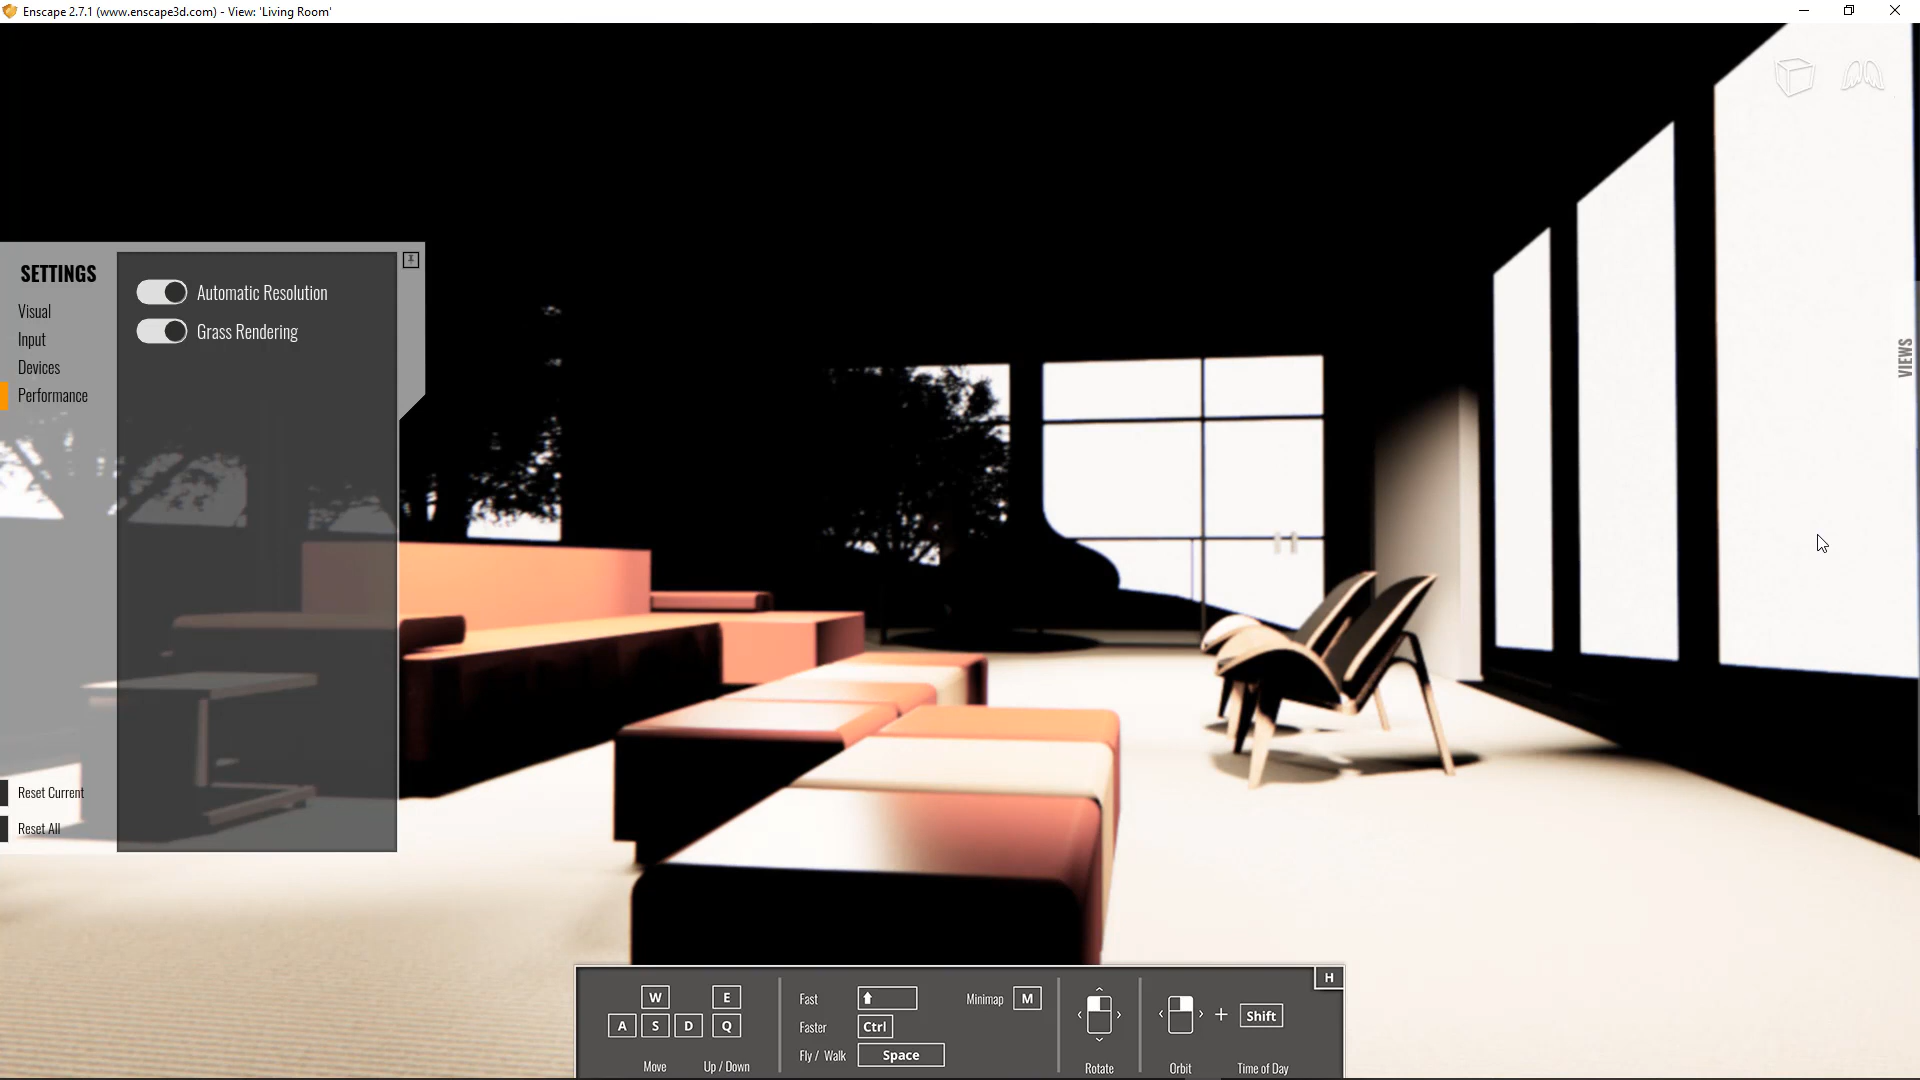 Enscape 2.7.1 (www.enscape3d.com) - View: 'Living Room'
SETTINGS
Visual
Input
Devices
Performance
Automatic Resolution
Grass Rendering
Reset Current
Reset All
VIEWS
H
W E
A S D Q
Move Up / Down
Fast
Faster Ctrl
Fly / Walk Space
Minimap M
Rotate
+ Shift
Orbit Time of Day